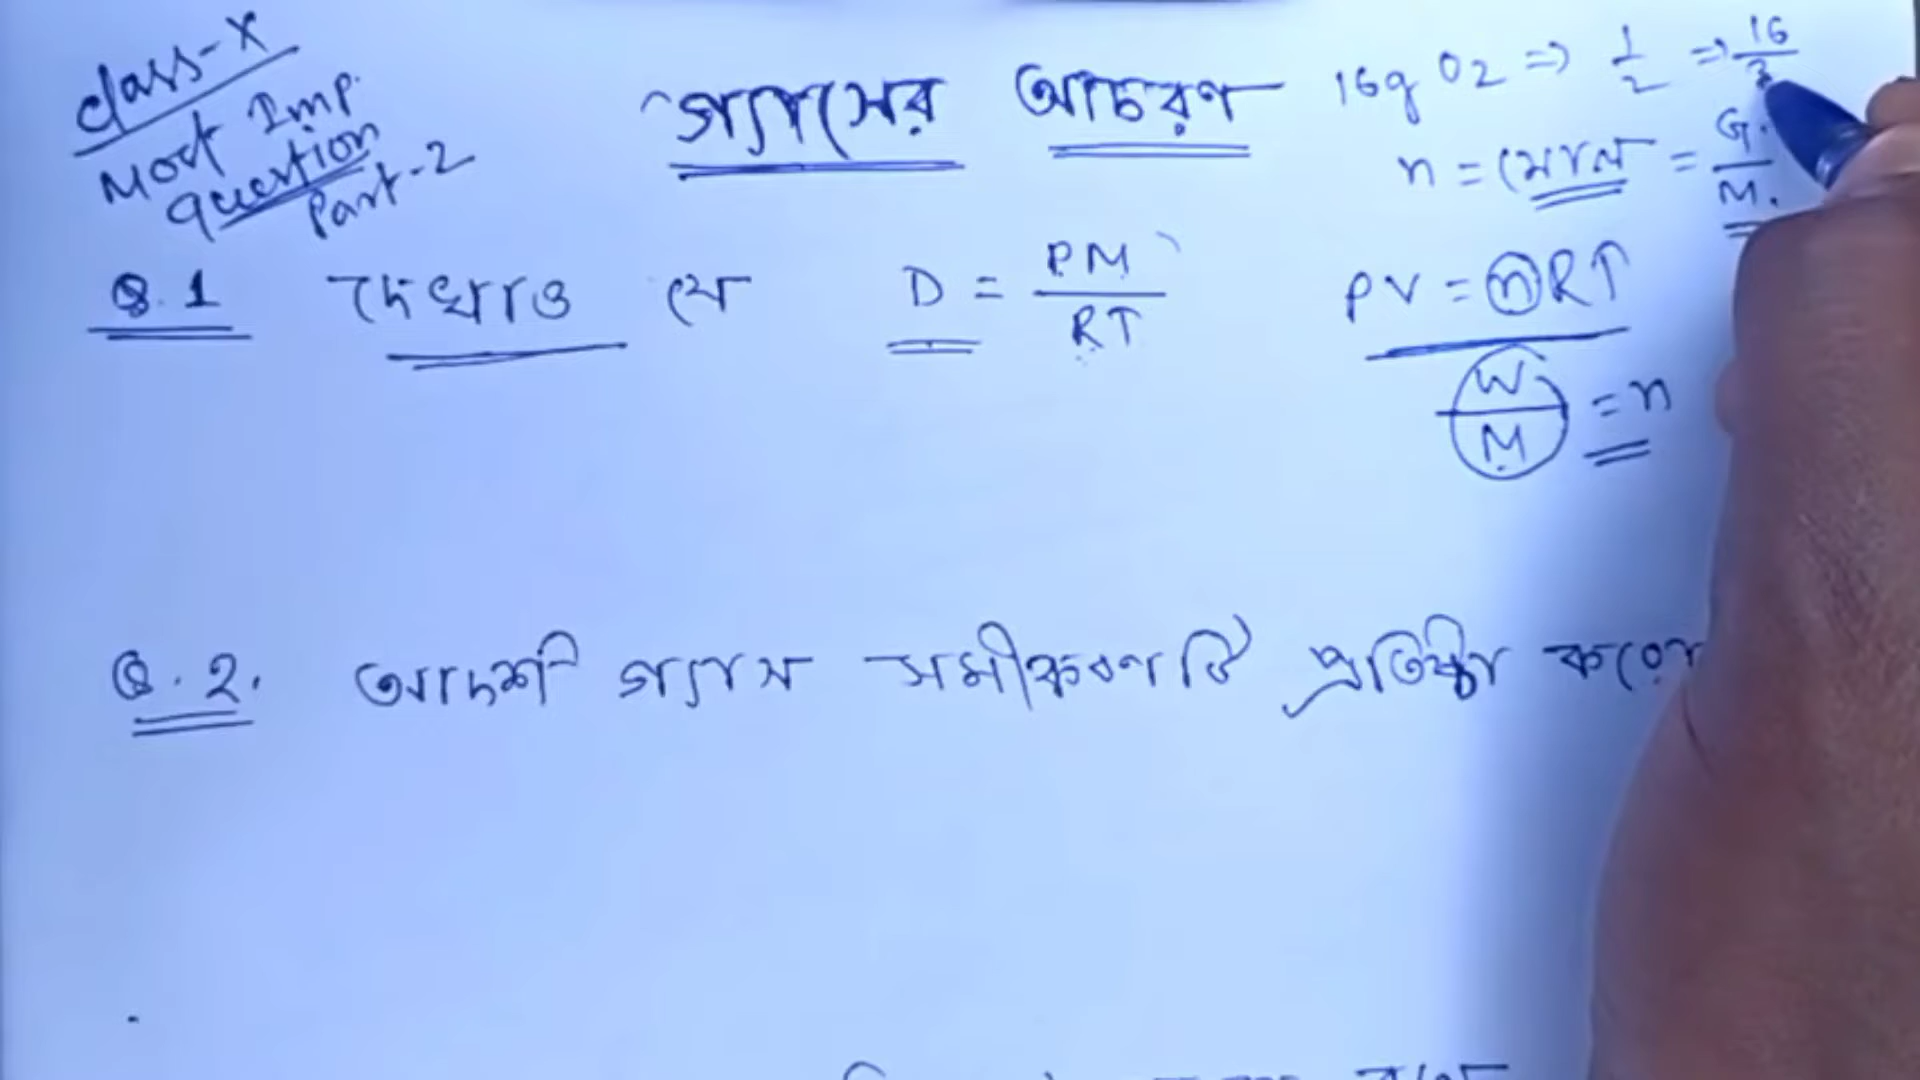 Class-X
Most Imp.
Question
Part-2
গ্যাসের আচরণ
16g O2 => 1/2 => 16/3
n = মোল = G./M.
Q.1 দেখাও যে D = PM/RT
PV = nRT
W/M = n
Q.2. আদর্শ গ্যাস সমীকরণটি প্রতিষ্ঠা করো